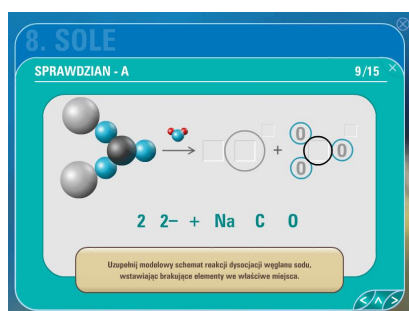 8. SOLE
SPRAWDZIAN - A 9/15
+ O O O
2 2– + Na C O
Uzupełnij modelowy schemat reakcji dysocjacji węglanu sodu,
wstawiając brakujące elementy we właściwe miejsca.